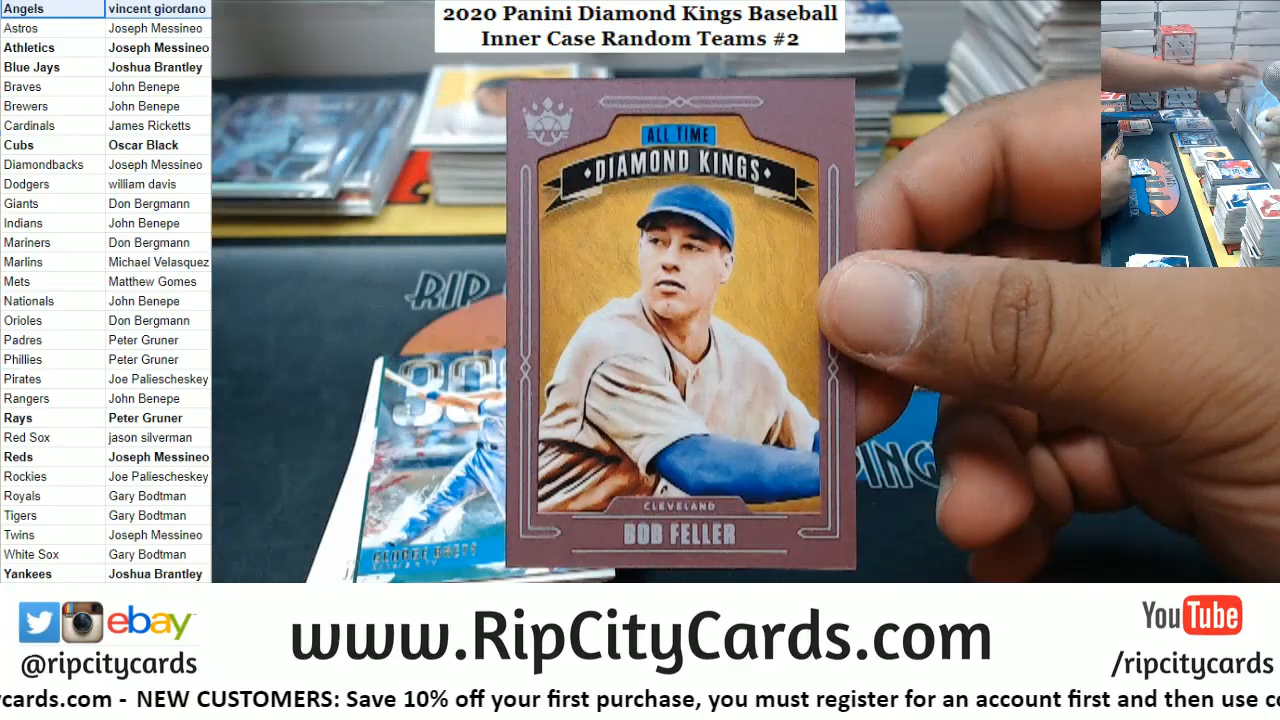 Angels vincent giordano
Astros Joseph Messineo
Athletics Joseph Messineo
Blue Jays Joshua Brantley
Braves John Benepe
Brewers John Benepe
Cardinals James Ricketts
Cubs Oscar Black
Diamondbacks Joseph Messineo
Dodgers william davis
Giants Don Bergmann
Indians John Benepe
Mariners Don Bergmann
Marlins Michael Velasquez
Mets Matthew Gomes
Nationals John Benepe
Orioles Don Bergmann
Padres Peter Gruner
Phillies Peter Gruner
Pirates Joe Paliescheskey
Rangers John Benepe
Rays Peter Gruner
Red Sox jason silverman
Reds Joseph Messineo
Rockies Joe Paliescheskey
Royals Gary Bodtman
Tigers Gary Bodtman
Twins Joseph Messineo
White Sox Gary Bodtman
Yankees Joshua Brantley
2020 Panini Diamond Kings Baseball
Inner Case Random Teams #2
ALL TIME
DIAMOND KINGS
CLEVELAND
BOB FELLER
RIP
PING
GEORGE BRETT
ebay
@ripcitycards
www.RipCityCards.com
YouTube
/ripcitycards
cards.com - NEW CUSTOMERS: Save 10% off your first purchase, you must register for an account first and then use